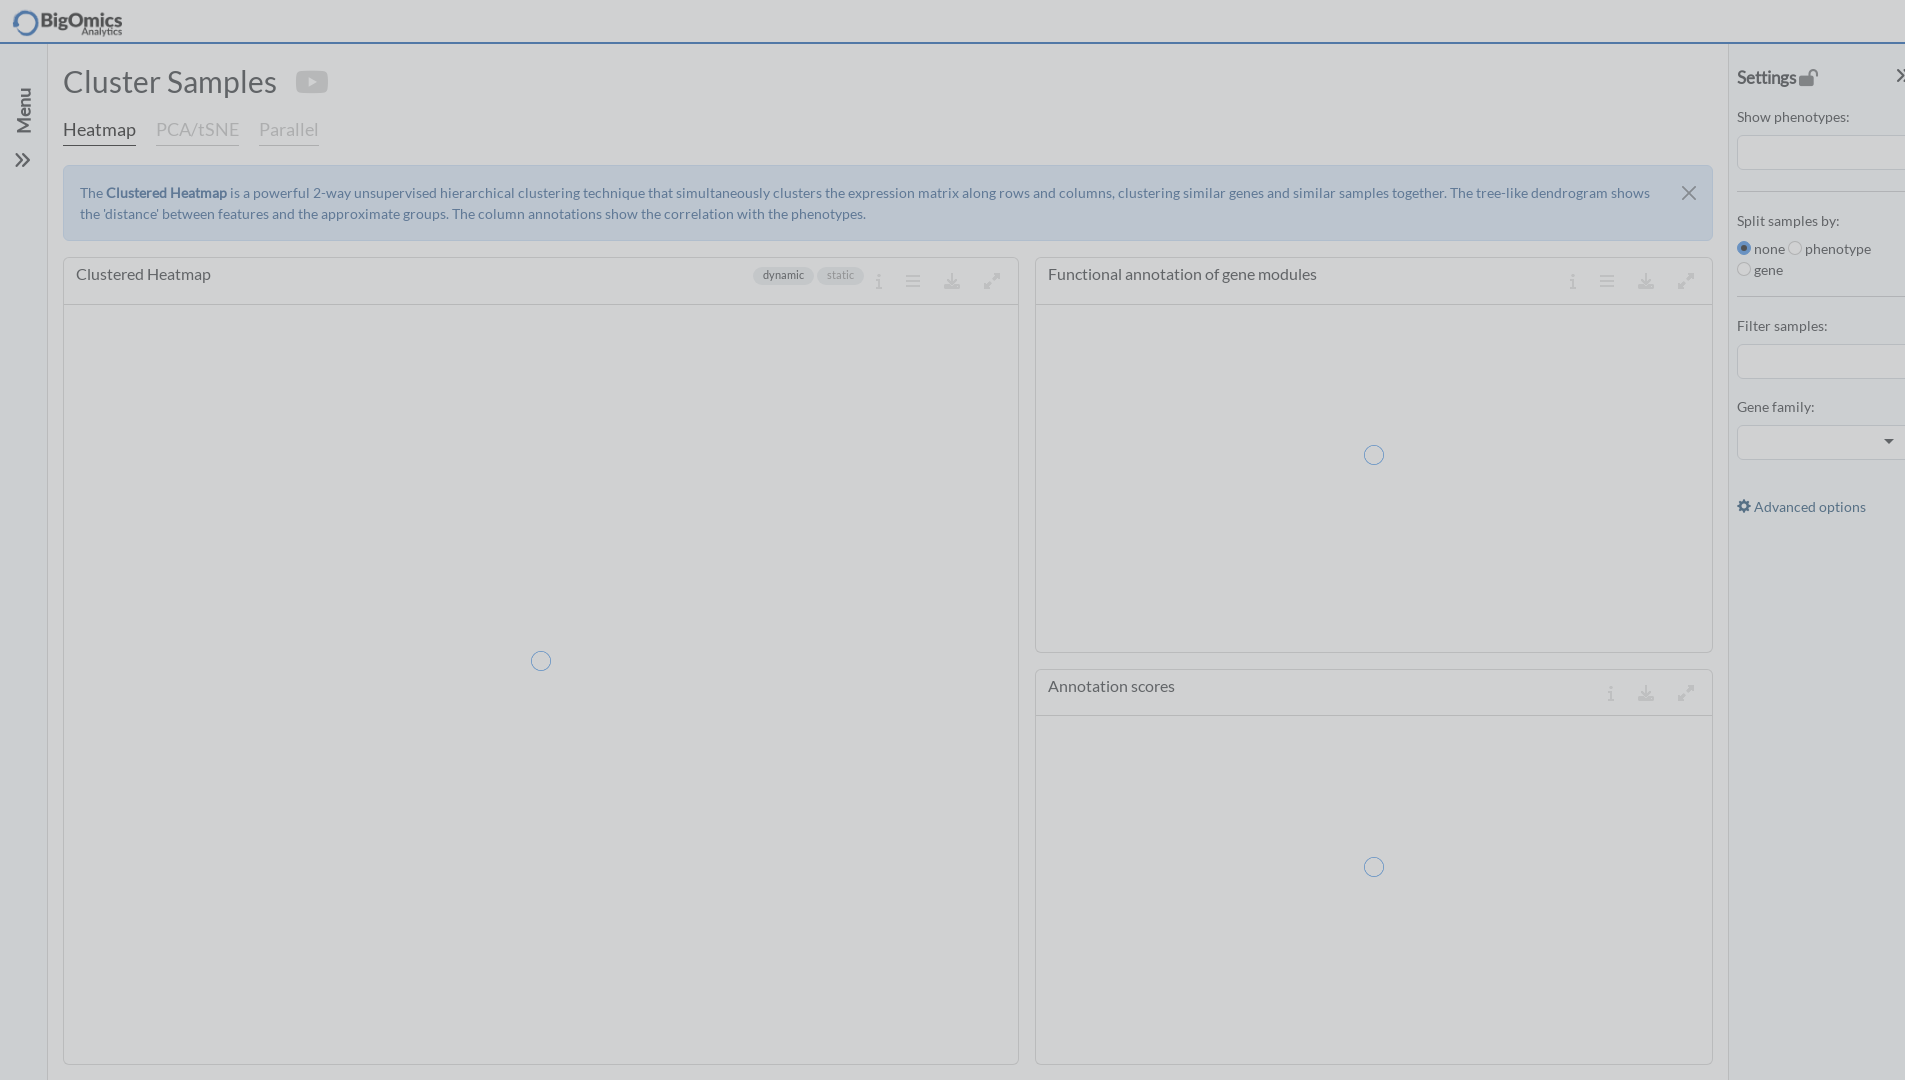 BigOmics
Analytics
Menu
Cluster Samples
Heatmap PCA/tSNE Parallel
The Clustered Heatmap is a powerful 2-way unsupervised hierarchical clustering technique that simultaneously clusters the expression matrix along rows and columns, clustering similar genes and similar samples together. The tree-like dendrogram shows
the 'distance' between features and the approximate groups. The column annotations show the correlation with the phenotypes.
Clustered Heatmap dynamic static
Functional annotation of gene modules
Annotation scores
Settings
Show phenotypes:
Split samples by:
none phenotype
gene
Filter samples:
Gene family:
Advanced options